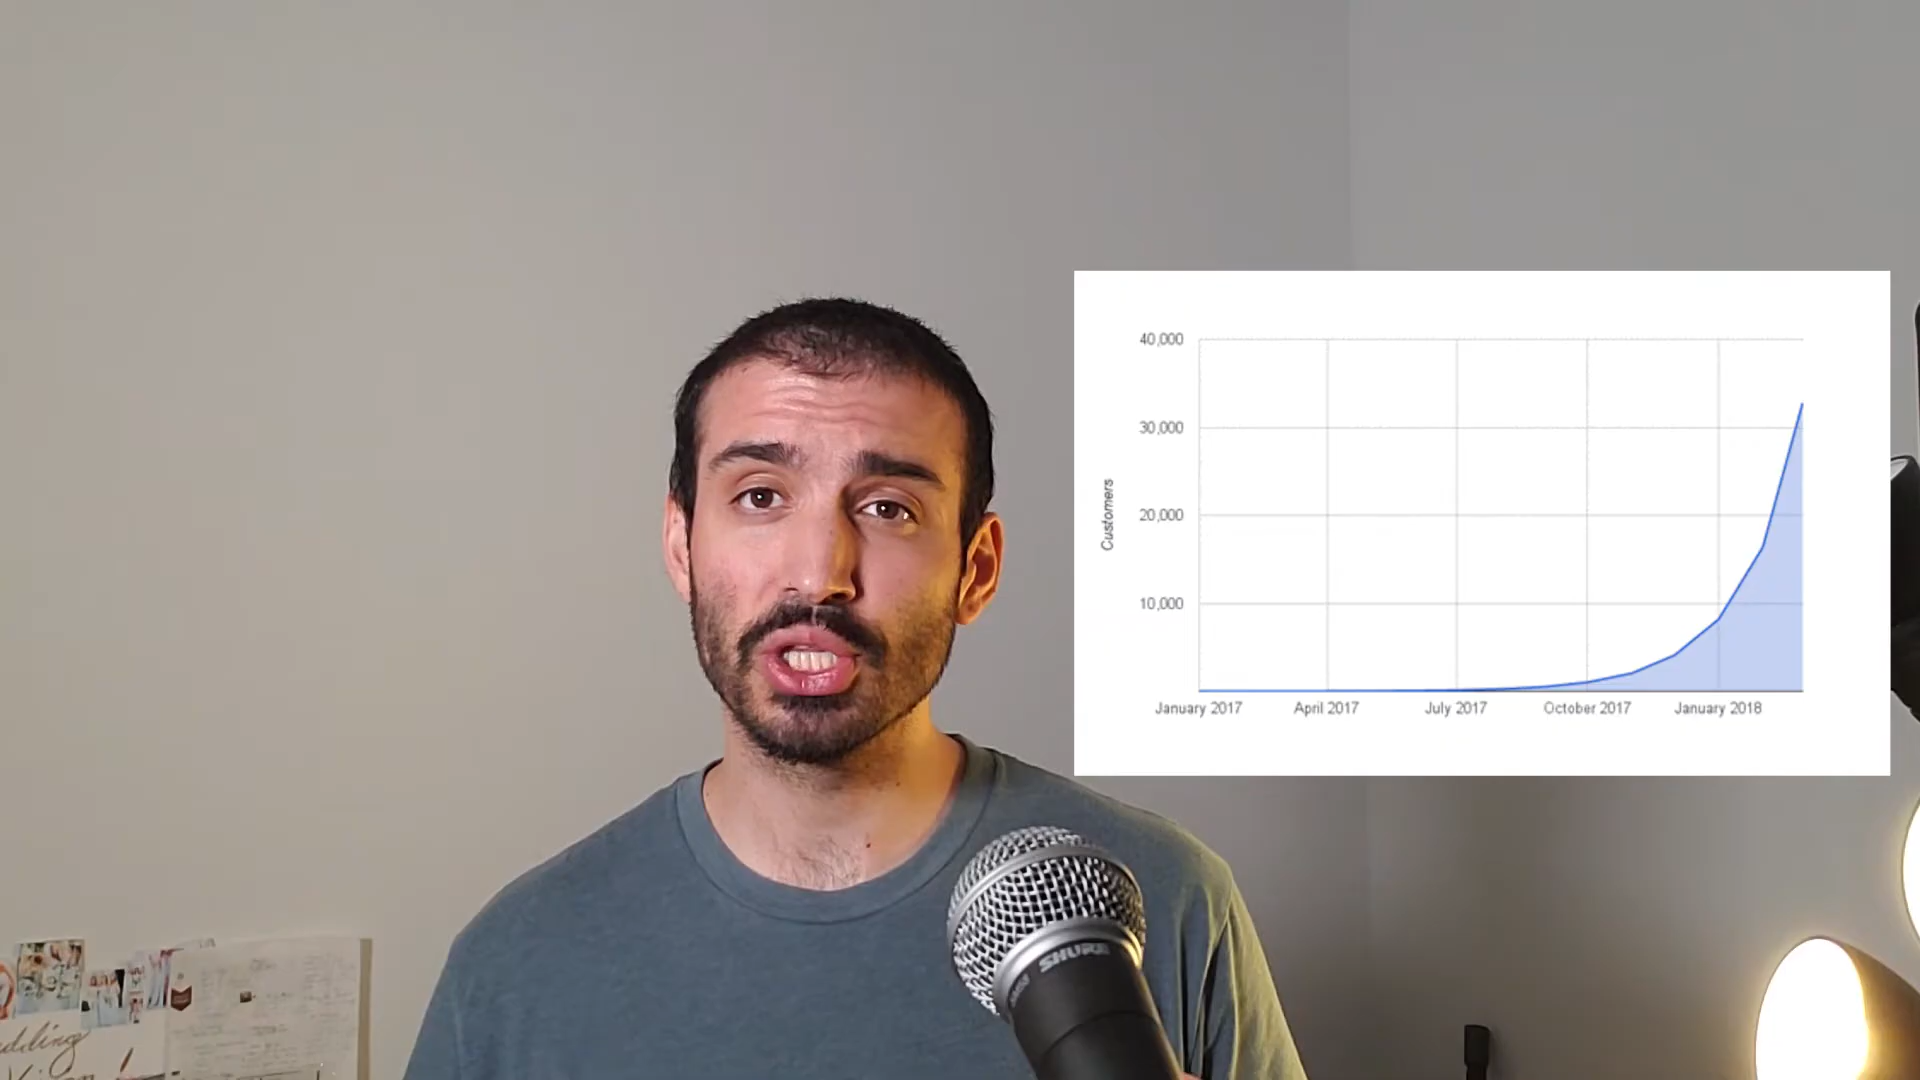 40,000
30,000
20,000
10,000
Customers
January 2017 April 2017 July 2017 October 2017 January 2018
SHURE